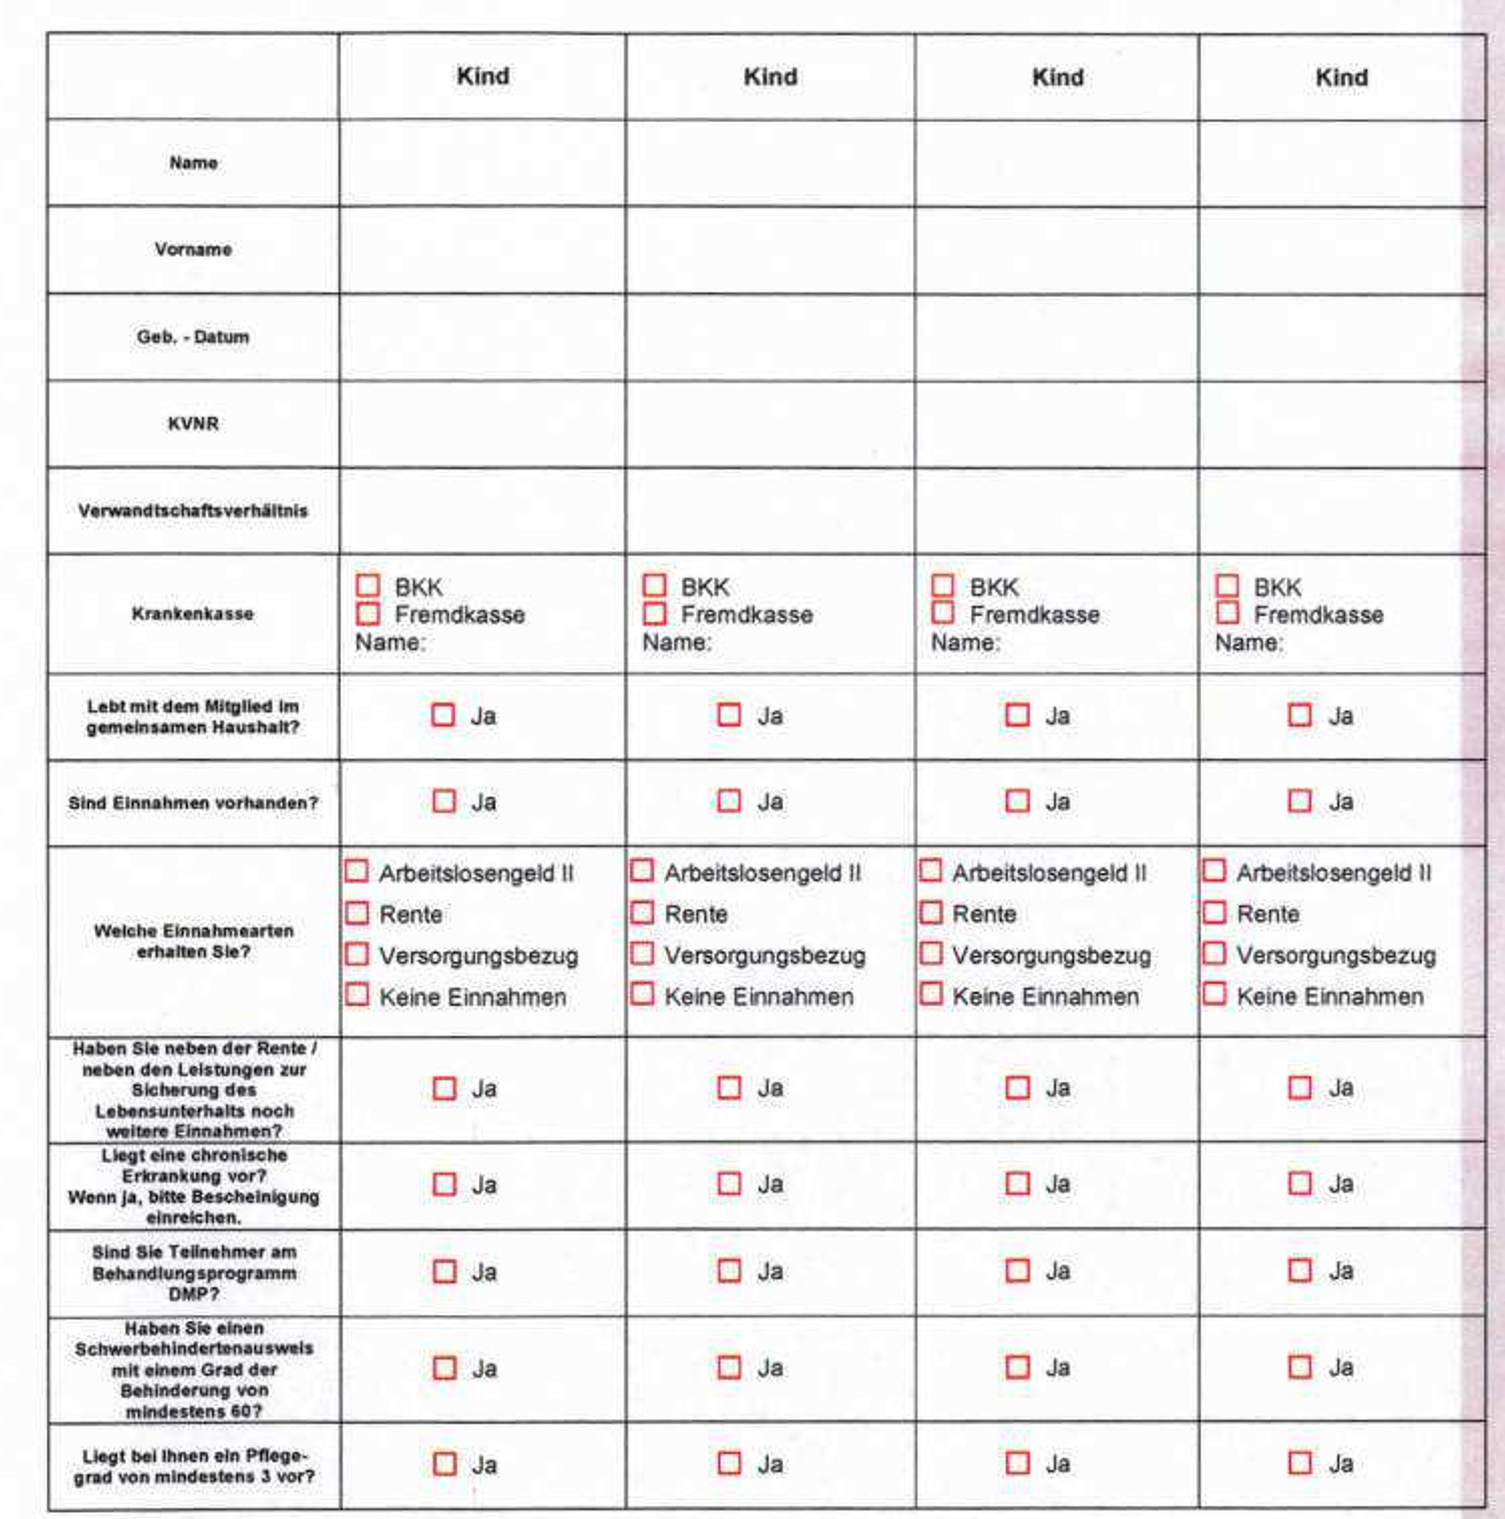 Kind Kind Kind Kind
Name
Vorname
Geb. - Datum
KVNR
Verwandtschaftsverhältnis
Krankenkasse
BKK
Fremdkasse
Name:
BKK
Fremdkasse
Name:
BKK
Fremdkasse
Name:
BKK
Fremdkasse
Name:
Lebt mit dem Mitglied im
gemeinsamen Haushalt?
Ja Ja Ja Ja
Sind Einnahmen vorhanden?
Ja Ja Ja Ja
Welche Einnahmearten
erhalten Sie?
Arbeitslosengeld II
Rente
Versorgungsbezug
Keine Einnahmen
Arbeitslosengeld II
Rente
Versorgungsbezug
Keine Einnahmen
Arbeitslosengeld II
Rente
Versorgungsbezug
Keine Einnahmen
Arbeitslosengeld II
Rente
Versorgungsbezug
Keine Einnahmen
Haben Sie neben der Rente /
neben den Leistungen zur
Sicherung des
Lebensunterhalts noch
weitere Einnahmen?
Ja Ja Ja Ja
Liegt eine chronische
Erkrankung vor?
Wenn ja, bitte Bescheinigung
einreichen.
Ja Ja Ja Ja
Sind Sie Teilnehmer am
Behandlungsprogramm
DMP?
Ja Ja Ja Ja
Haben Sie einen
Schwerbehindertenausweis
mit einem Grad der
Behinderung von
mindestens 60?
Ja Ja Ja Ja
Liegt bei Ihnen ein Pflege-
grad von mindestens 3 vor?
Ja Ja Ja Ja